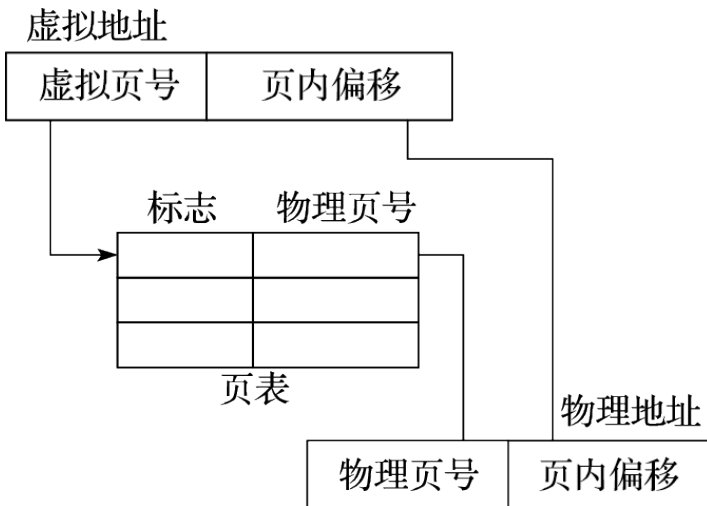 虚拟地址
虚拟页号 页内偏移
标志 物理页号
页表
物理地址
物理页号 页内偏移